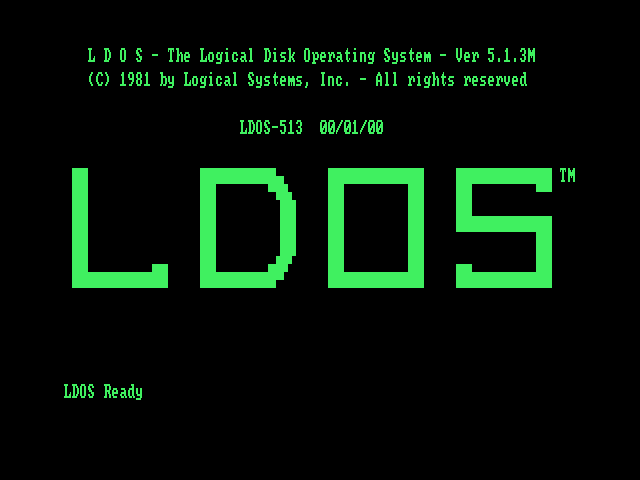 L D O S - The Logical Disk Operating System - Ver 5.1.3M
(C) 1981 by Logical Systems, Inc. - All rights reserved
LDOS-513  00/01/00
LDOS TM
LDOS Ready